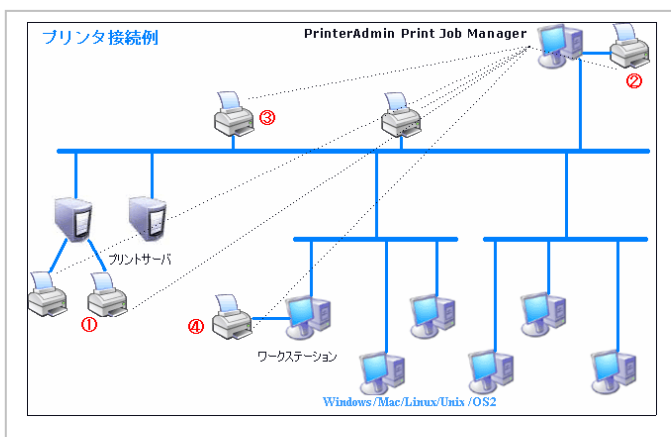 プリンタ接続例
PrinterAdmin Print Job Manager
②
③
プリントサーバ
①
④
ワークステーション
Windows/Mac/Linux/Unix /OS2